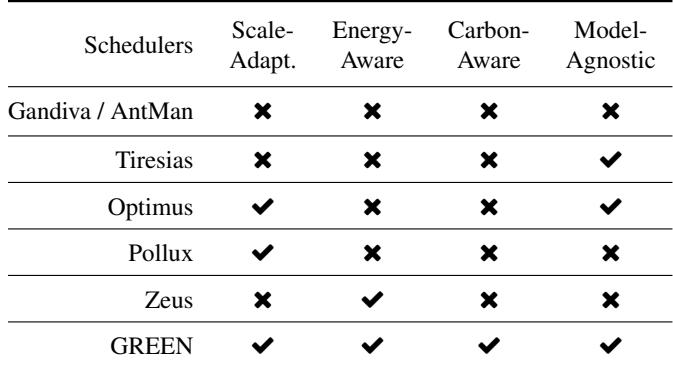 Schedulers Scale-Adapt. Energy-Aware Carbon-Aware Model-Agnostic
Gandiva / AntMan ✖ ✖ ✖ ✖
Tiresias ✖ ✖ ✖ ✔
Optimus ✔ ✖ ✖ ✔
Pollux ✔ ✖ ✖ ✖
Zeus ✖ ✔ ✖ ✖
GREEN ✔ ✔ ✔ ✔